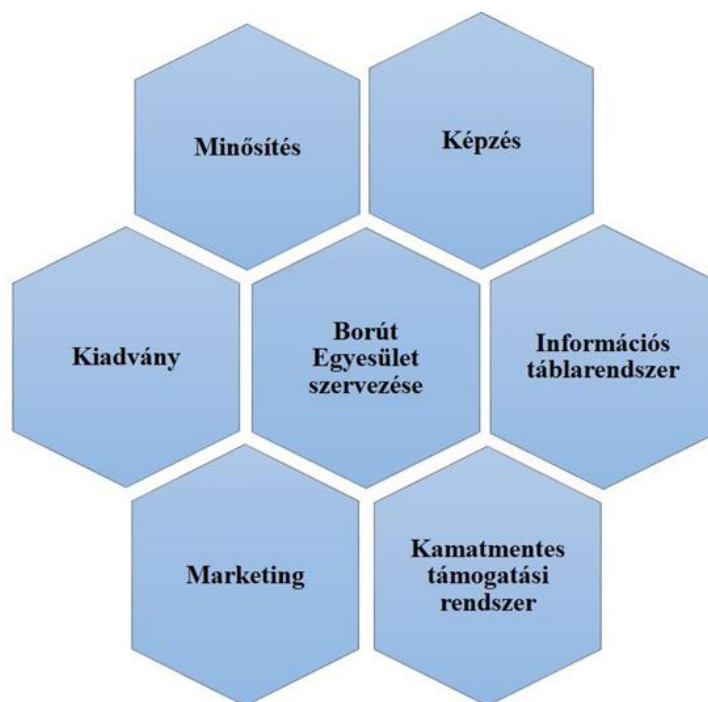 Minősítés
Képzés
Kiadvány
Borút
Egyesület
szervezése
Információs
táblarendszer
Marketing
Kamatmentes
támogatási
rendszer